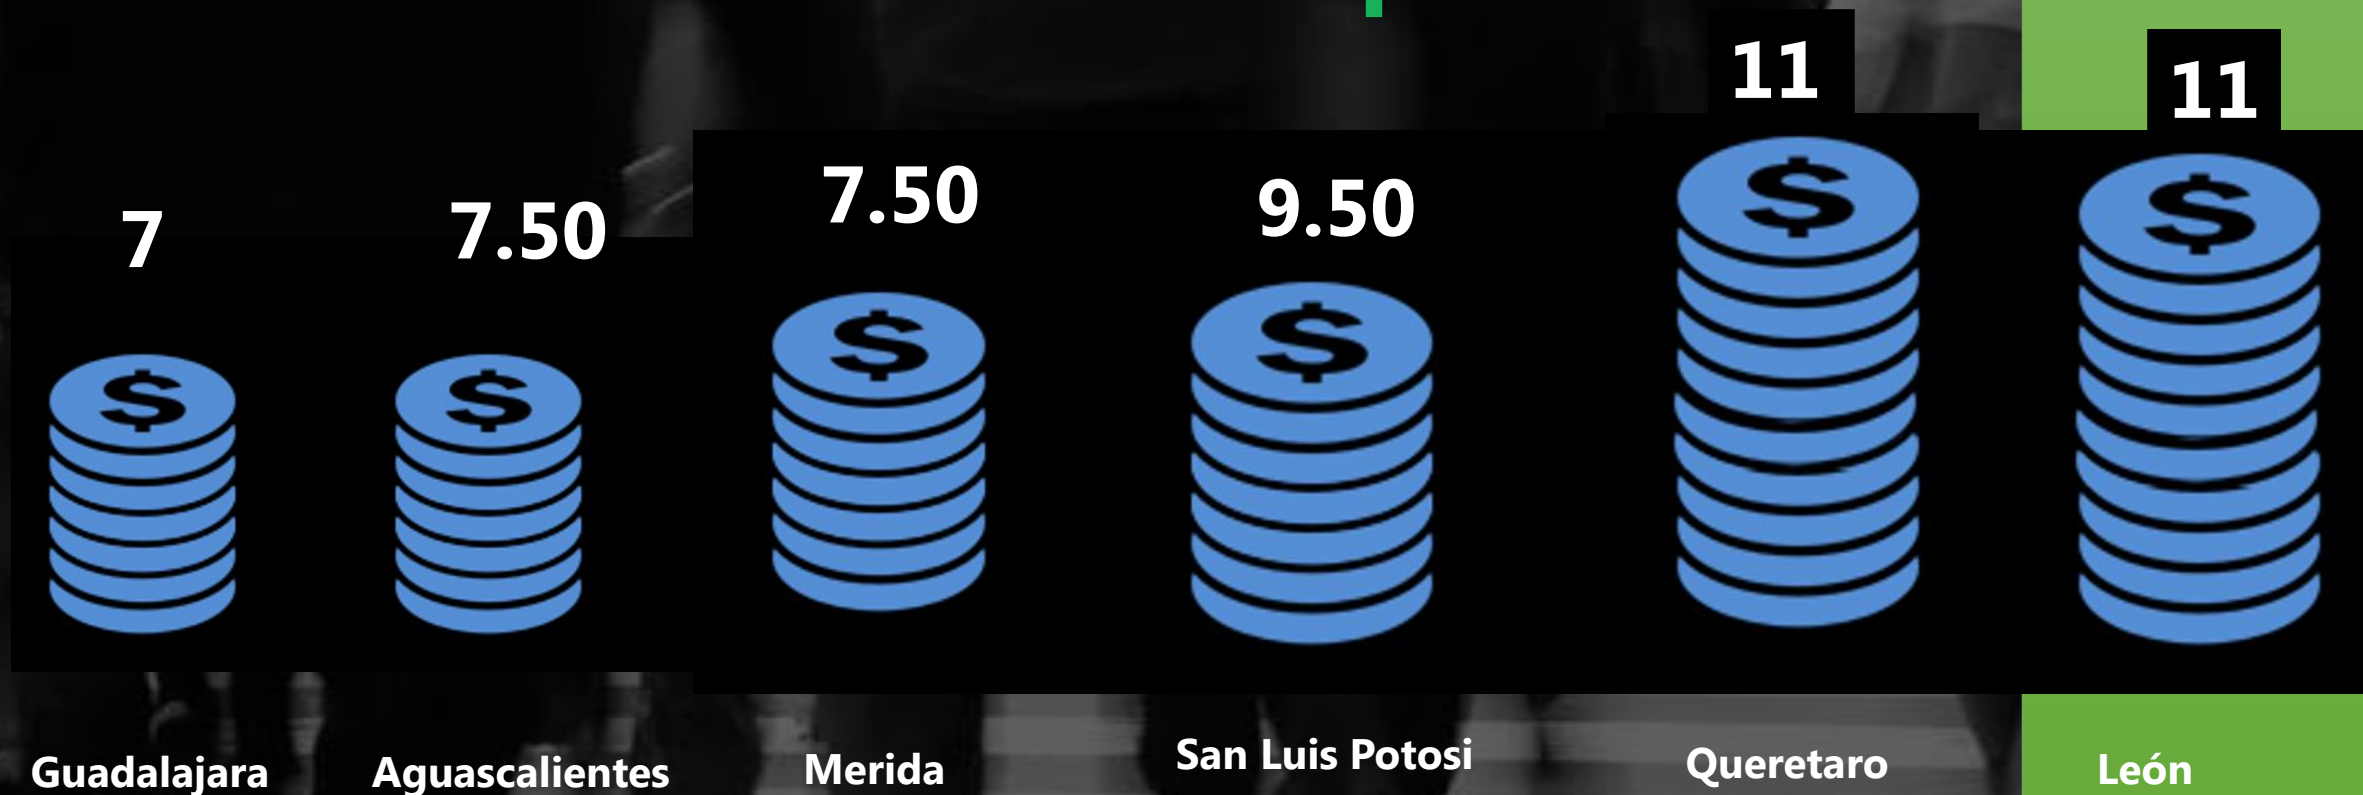 7
7.50
7.50
9.50
11
11
$
$
$
$
$
$
Guadalajara
Aguascalientes
Merida
San Luis Potosi
Queretaro
León